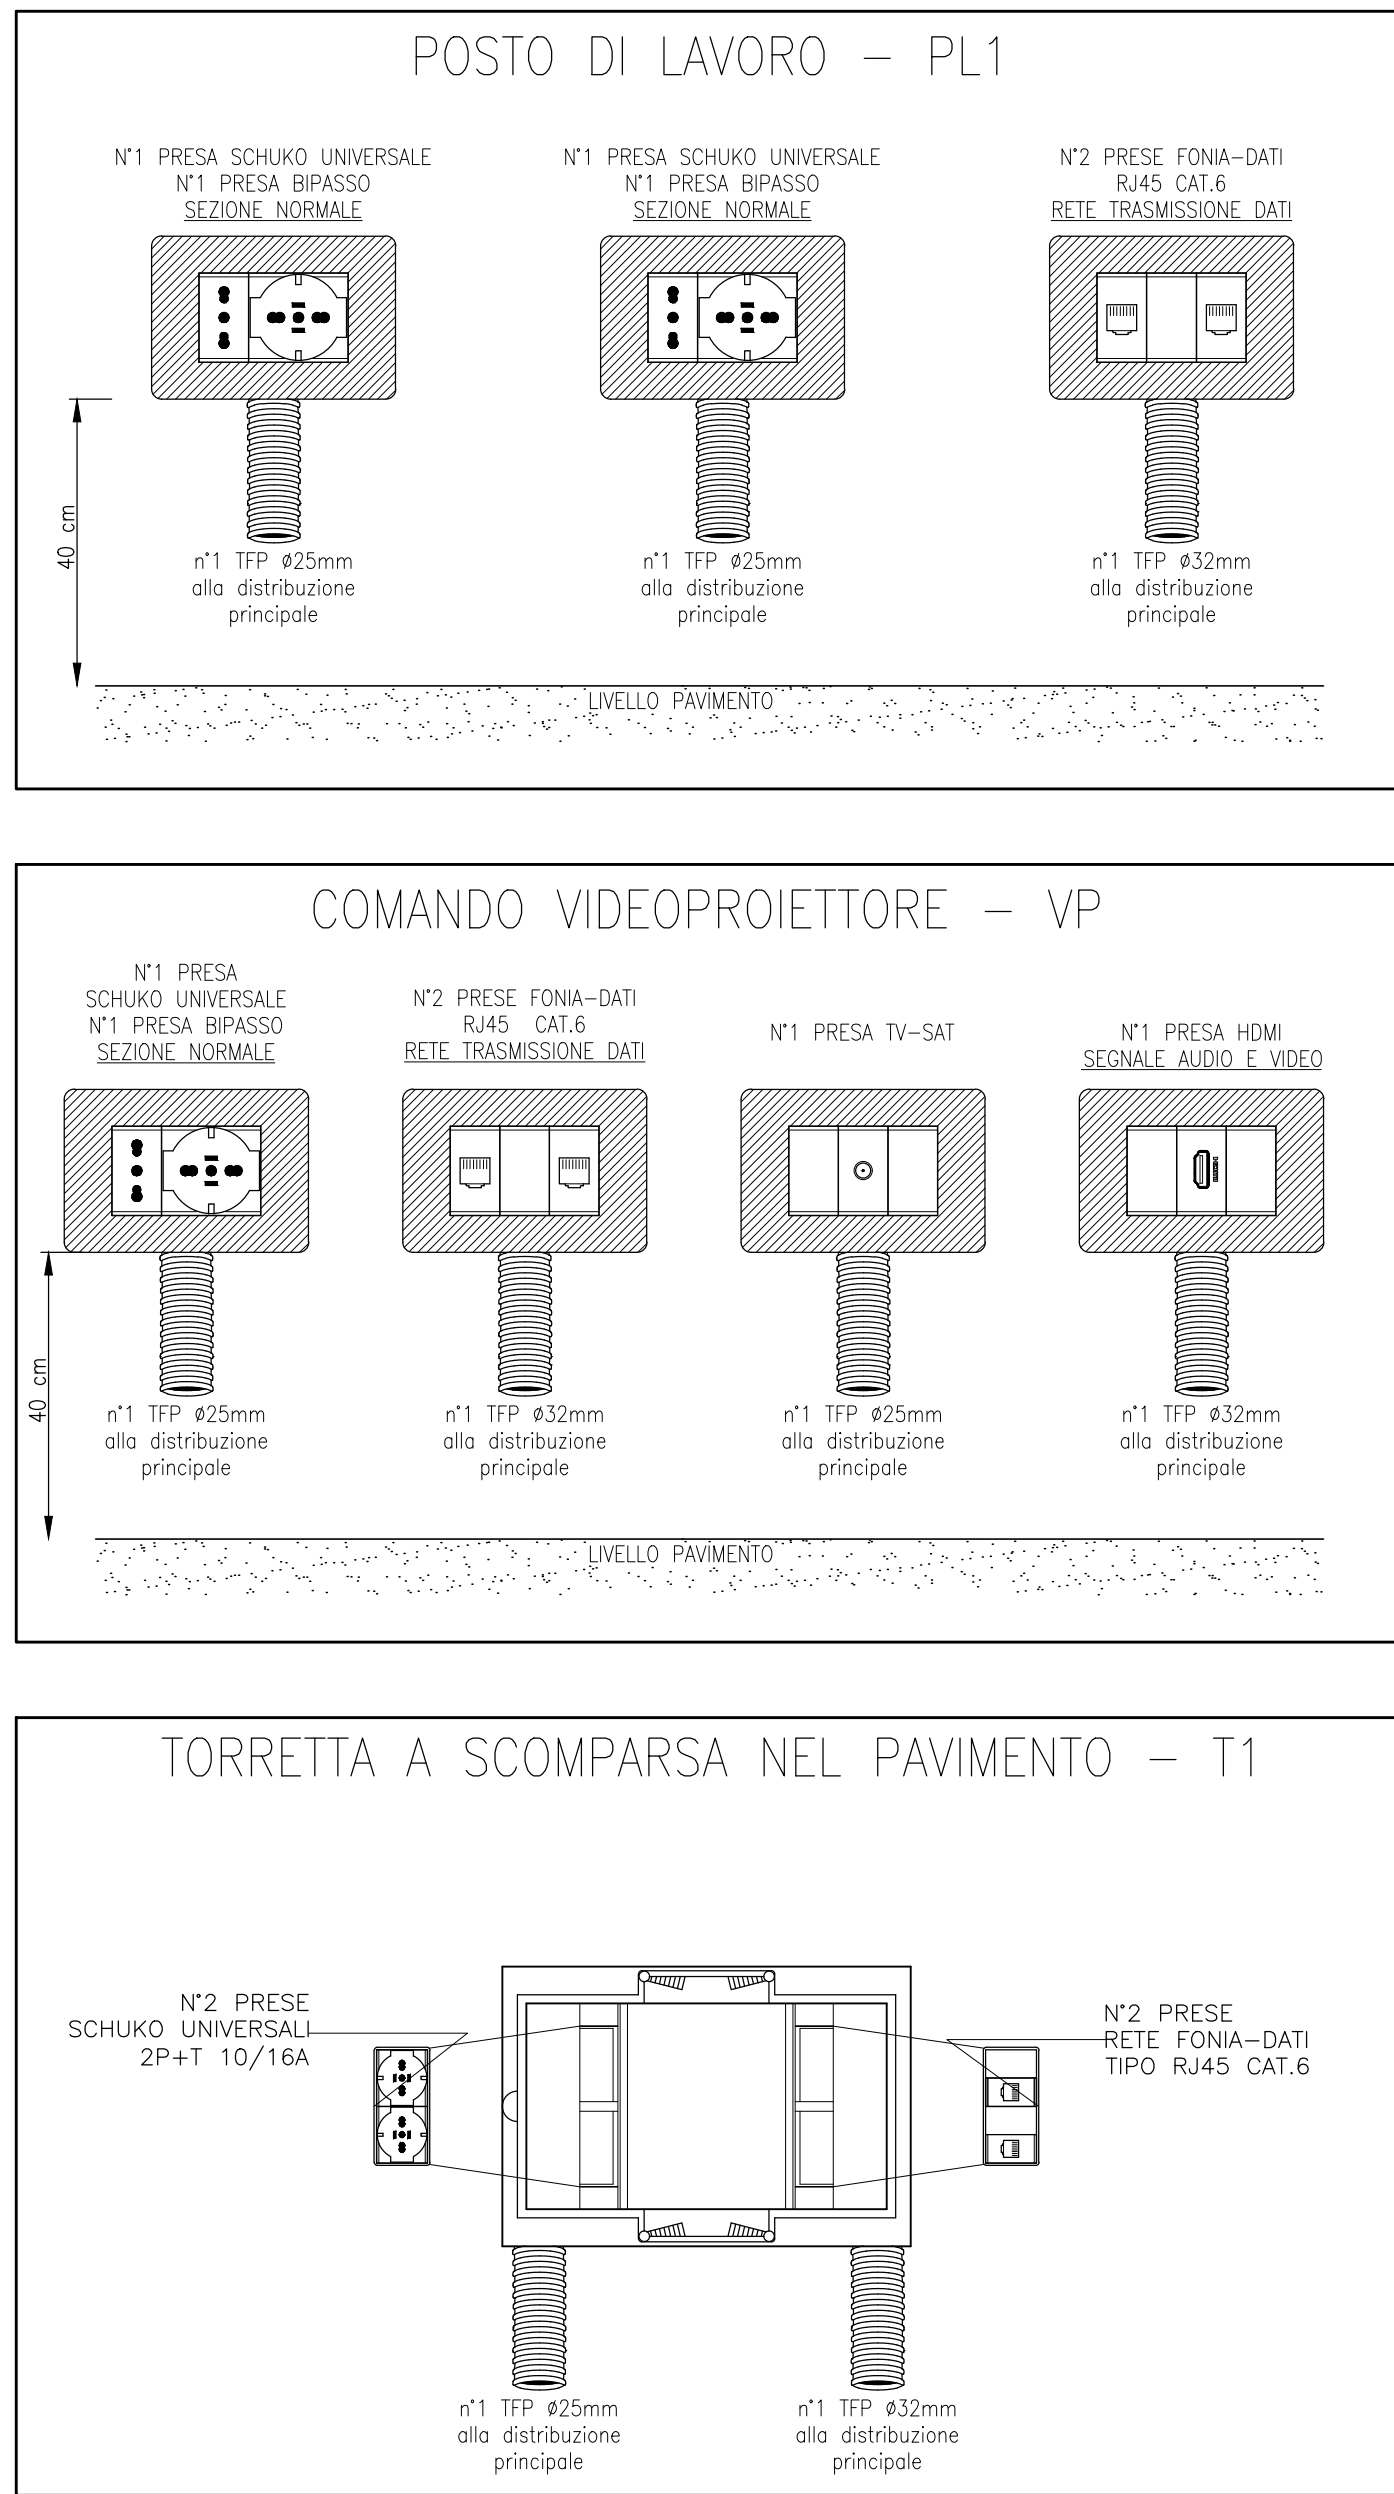 POSTO DI LAVORO – PL1
N°1 PRESA SCHUKO UNIVERSALE
N°1 PRESA BIPASSO
SEZIONE NORMALE
N°1 PRESA SCHUKO UNIVERSALE
N°1 PRESA BIPASSO
SEZIONE NORMALE
N°2 PRESE FONIA–DATI
RJ45 CAT.6
RETE TRASMISSIONE DATI
40 cm
n°1 TFP ø25mm
alla distribuzione
principale
n°1 TFP ø25mm
alla distribuzione
principale
n°1 TFP ø32mm
alla distribuzione
principale
LIVELLO PAVIMENTO
COMANDO VIDEOPROIETTORE – VP
N°1 PRESA
SCHUKO UNIVERSALE
N°1 PRESA BIPASSO
SEZIONE NORMALE
N°2 PRESE FONIA–DATI
RJ45 CAT.6
RETE TRASMISSIONE DATI
N°1 PRESA TV–SAT
N°1 PRESA HDMI
SEGNALE AUDIO E VIDEO
40 cm
n°1 TFP ø25mm
alla distribuzione
principale
n°1 TFP ø32mm
alla distribuzione
principale
n°1 TFP ø25mm
alla distribuzione
principale
n°1 TFP ø32mm
alla distribuzione
principale
LIVELLO PAVIMENTO
TORRETTA A SCOMPARSA NEL PAVIMENTO – T1
N°2 PRESE
SCHUKO UNIVERSALI
2P+T 10/16A
N°2 PRESE
RETE FONIA–DATI
TIPO RJ45 CAT.6
n°1 TFP ø25mm
alla distribuzione
principale
n°1 TFP ø32mm
alla distribuzione
principale